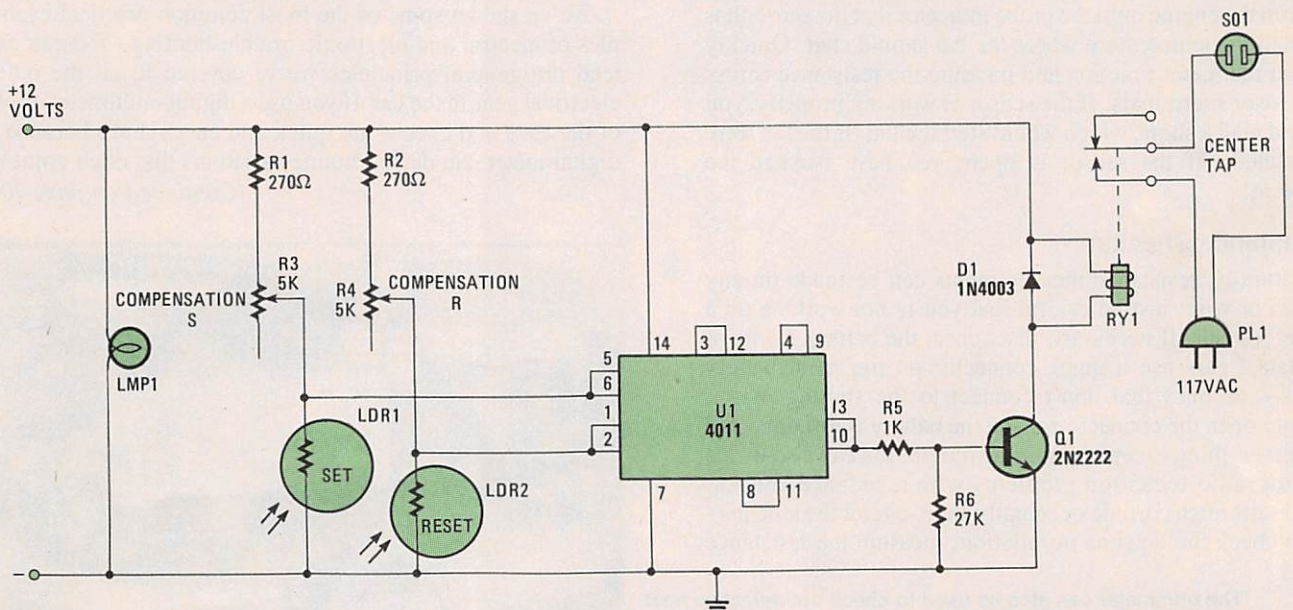 SO1
+12
VOLTS
R1
270Ω
R2
270Ω
CENTER
TAP
R3
5K
COMPENSATION
S
R4
5K
COMPENSATION
R
D1
1N4003
RY1
PL1
117VAC
LMP1
14
3
12
4
9
5
6
1
2
U1
4011
13
10
7
8
11
R5
1K
Q1
2N2222
LDR1
SET
LDR2
RESET
R6
27K
−